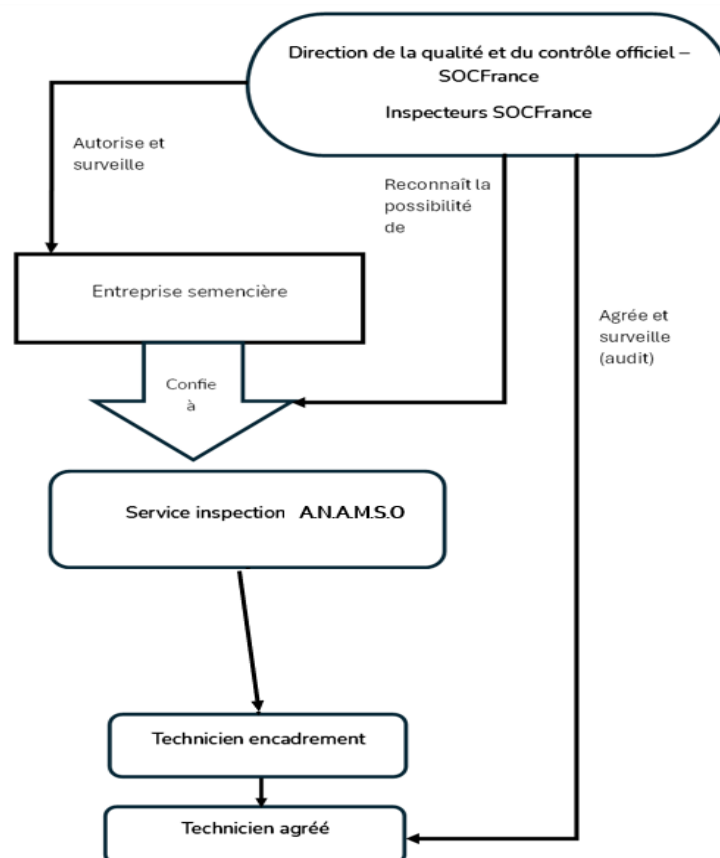 Direction de la qualité et du contrôle officiel –
SOCFrance
Inspecteurs SOCFrance
Autorise et
surveille
Reconnaît la
possibilité
de
Entreprise semencière
Agrée et
surveille
(audit)
Confie
à
Service inspection A.N.A.M.S.O
Technicien encadrement
Technicien agréé